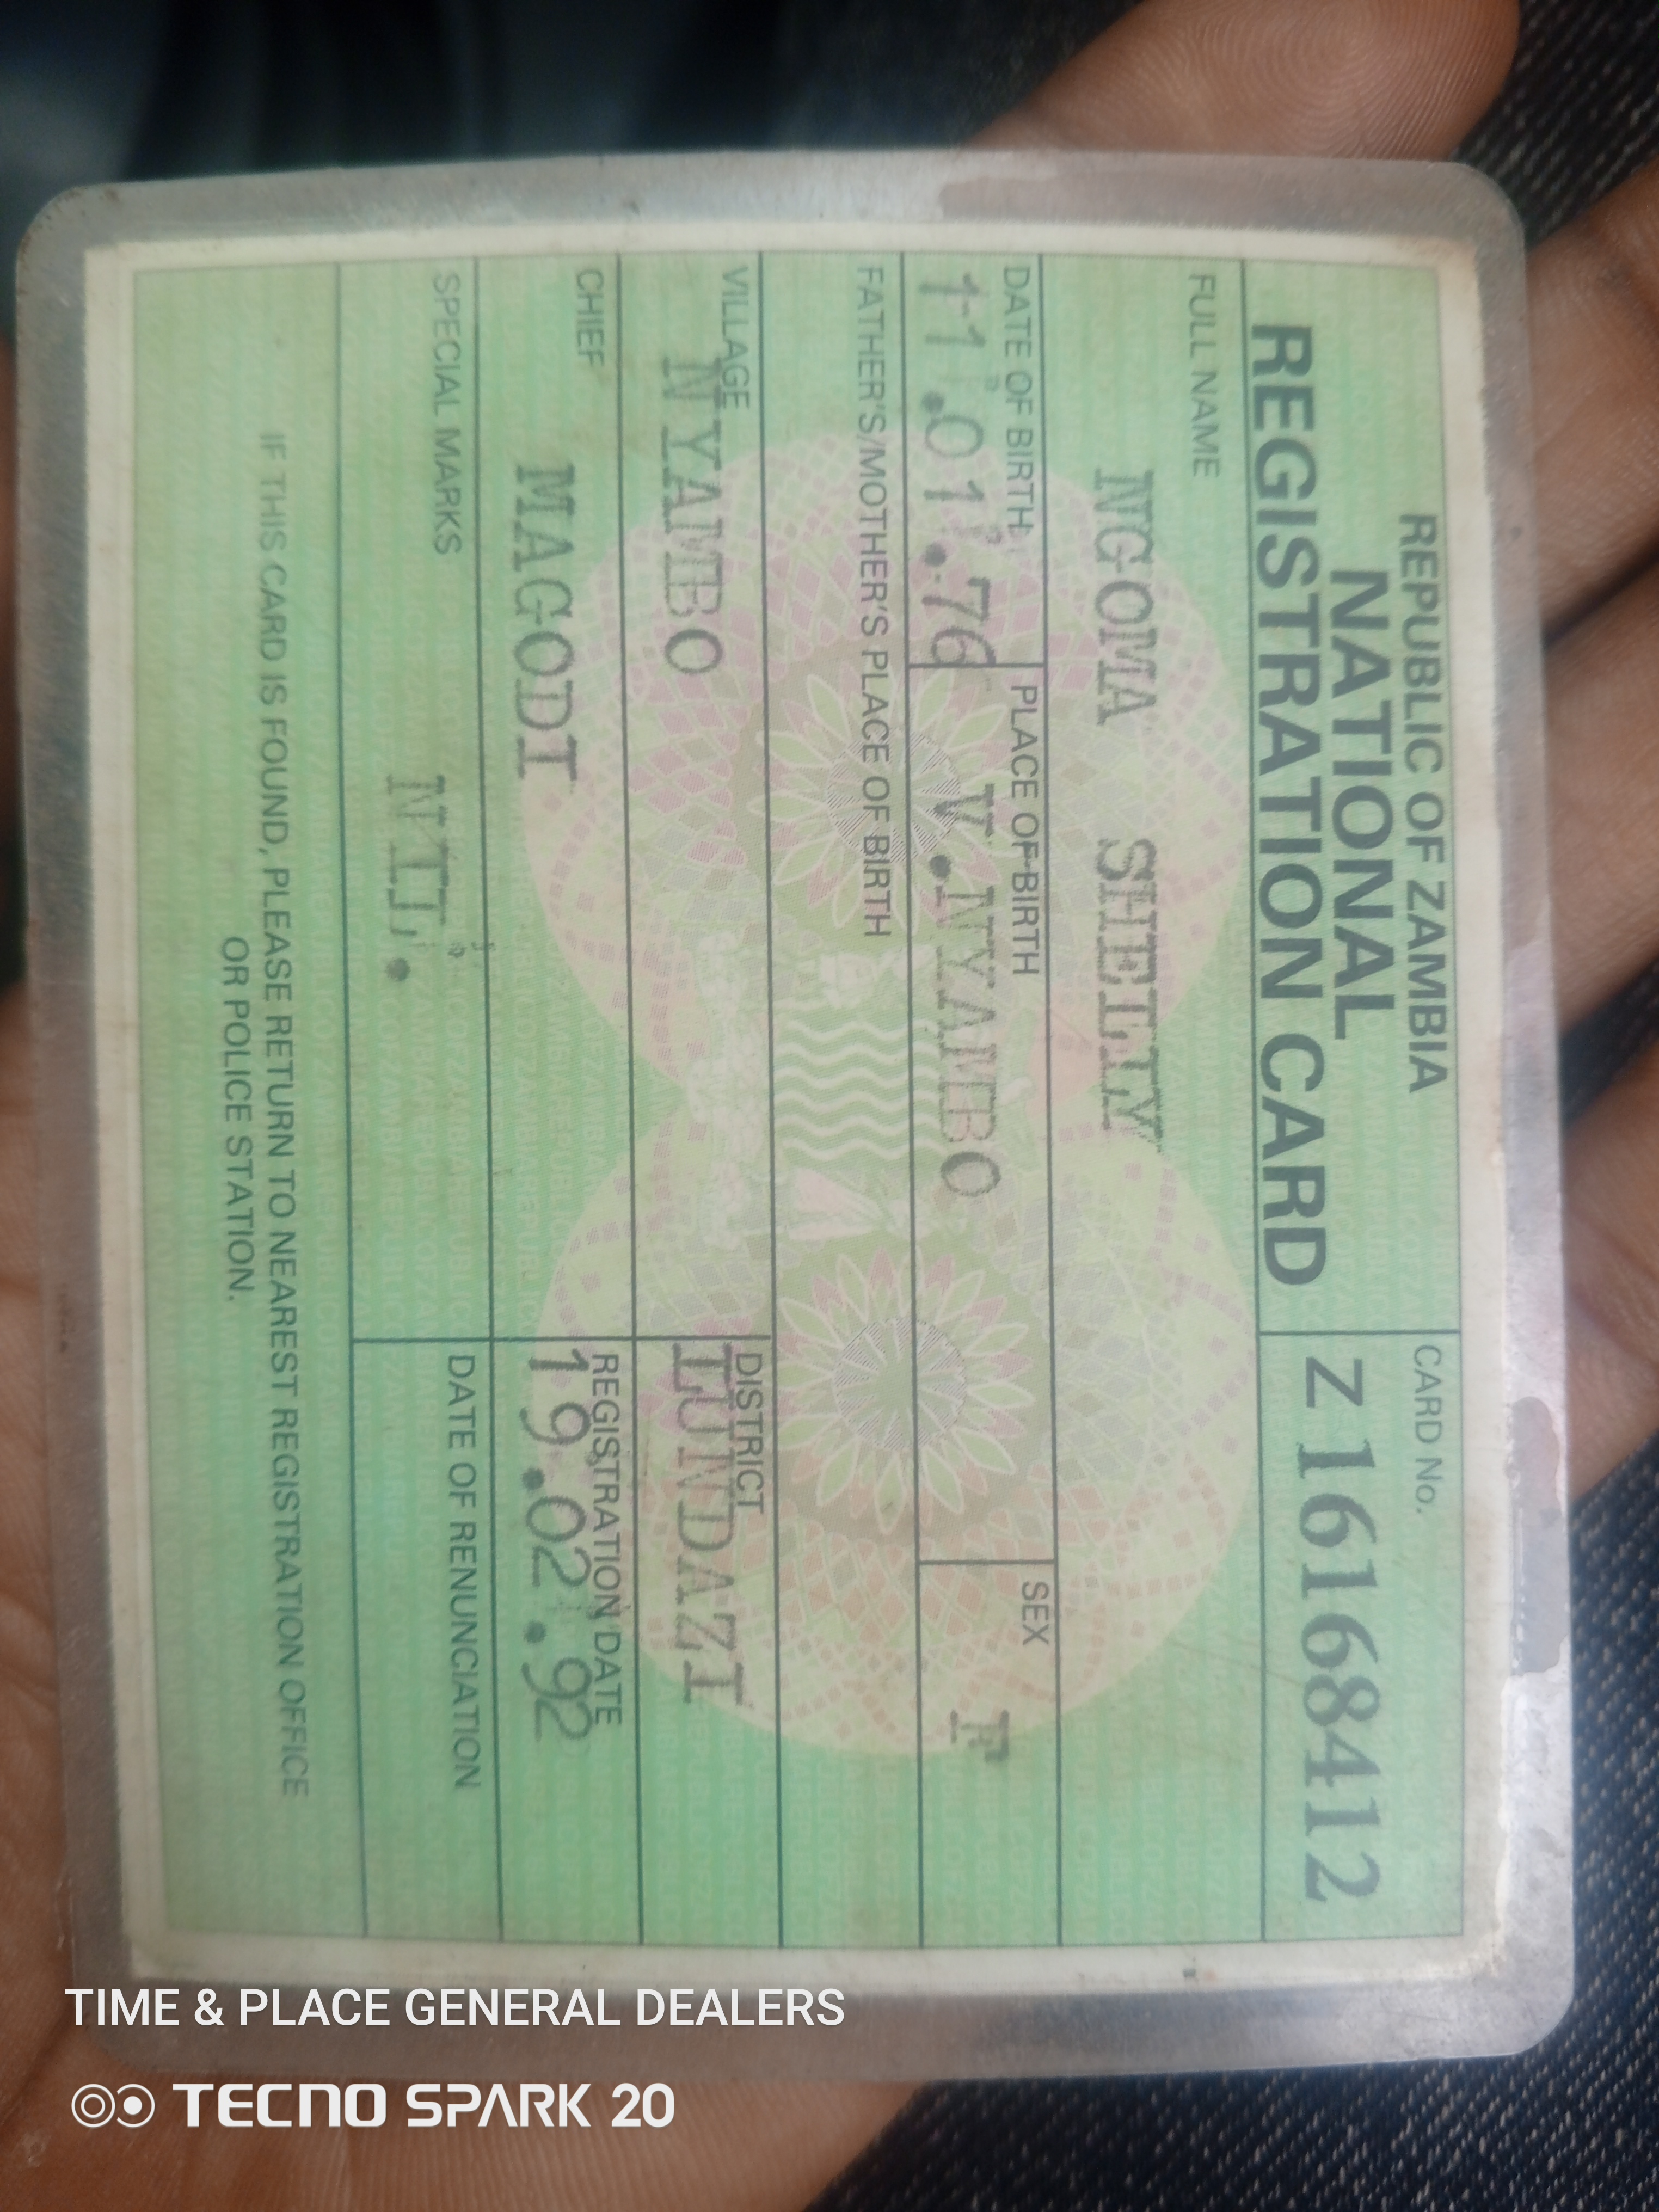 REPUBLIC OF ZAMBIA
NATIONAL
REGISTRATION CARD
CARD No.
Z 16168412
FULL NAME
NGOMA SHELLY
DATE OF BIRTH
11.01.76
PLACE OF BIRTH
V.NYAMBO
SEX
F
FATHER'S/MOTHER'S PLACE OF BIRTH
VILLAGE
NYAMBO
DISTRICT
LUNDAZI
CHIEF
MAGODI
REGISTRATION DATE
19.02.92
SPECIAL MARKS
NIL.
DATE OF RENUNCIATION
IF THIS CARD IS FOUND, PLEASE RETURN TO NEAREST REGISTRATION OFFICE
OR POLICE STATION.
TIME & PLACE GENERAL DEALERS
TECNO SPARK 20